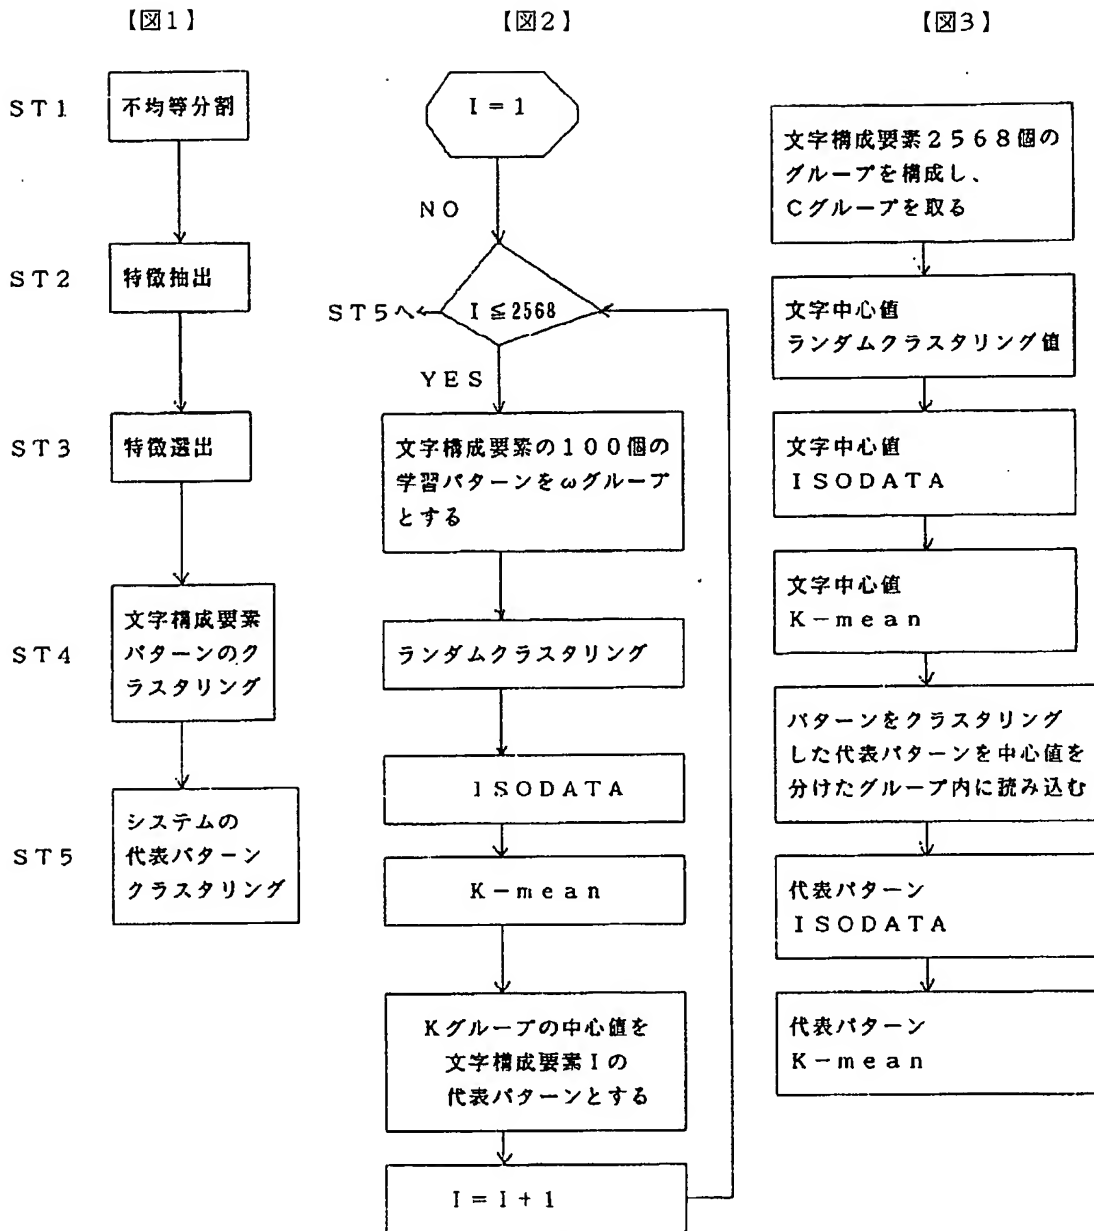 【図1】
ST1
不均等分割
ST2
特徴抽出
ST3
特徴選出
ST4
文字構成要素
パターンのク
ラスタリング
ST5
システムの
代表パターン
クラスタリング
【図2】
I=1
NO
ST5へ
I≦2568
YES
文字構成要素の100個の
学習パターンをωグループ
とする
ランダムクラスタリング
ISODATA
K-mean
Kグループの中心値を
文字構成要素Iの
代表パターンとする
I=I+1
【図3】
文字構成要素2568個の
グループを構成し、
Cグループを取る
文字中心値
ランダムクラスタリング値
文字中心値
ISODATA
文字中心値
K-mean
パターンをクラスタリング
した代表パターンを中心値を
分けたグループ内に読み込む
代表パターン
ISODATA
代表パターン
K-mean